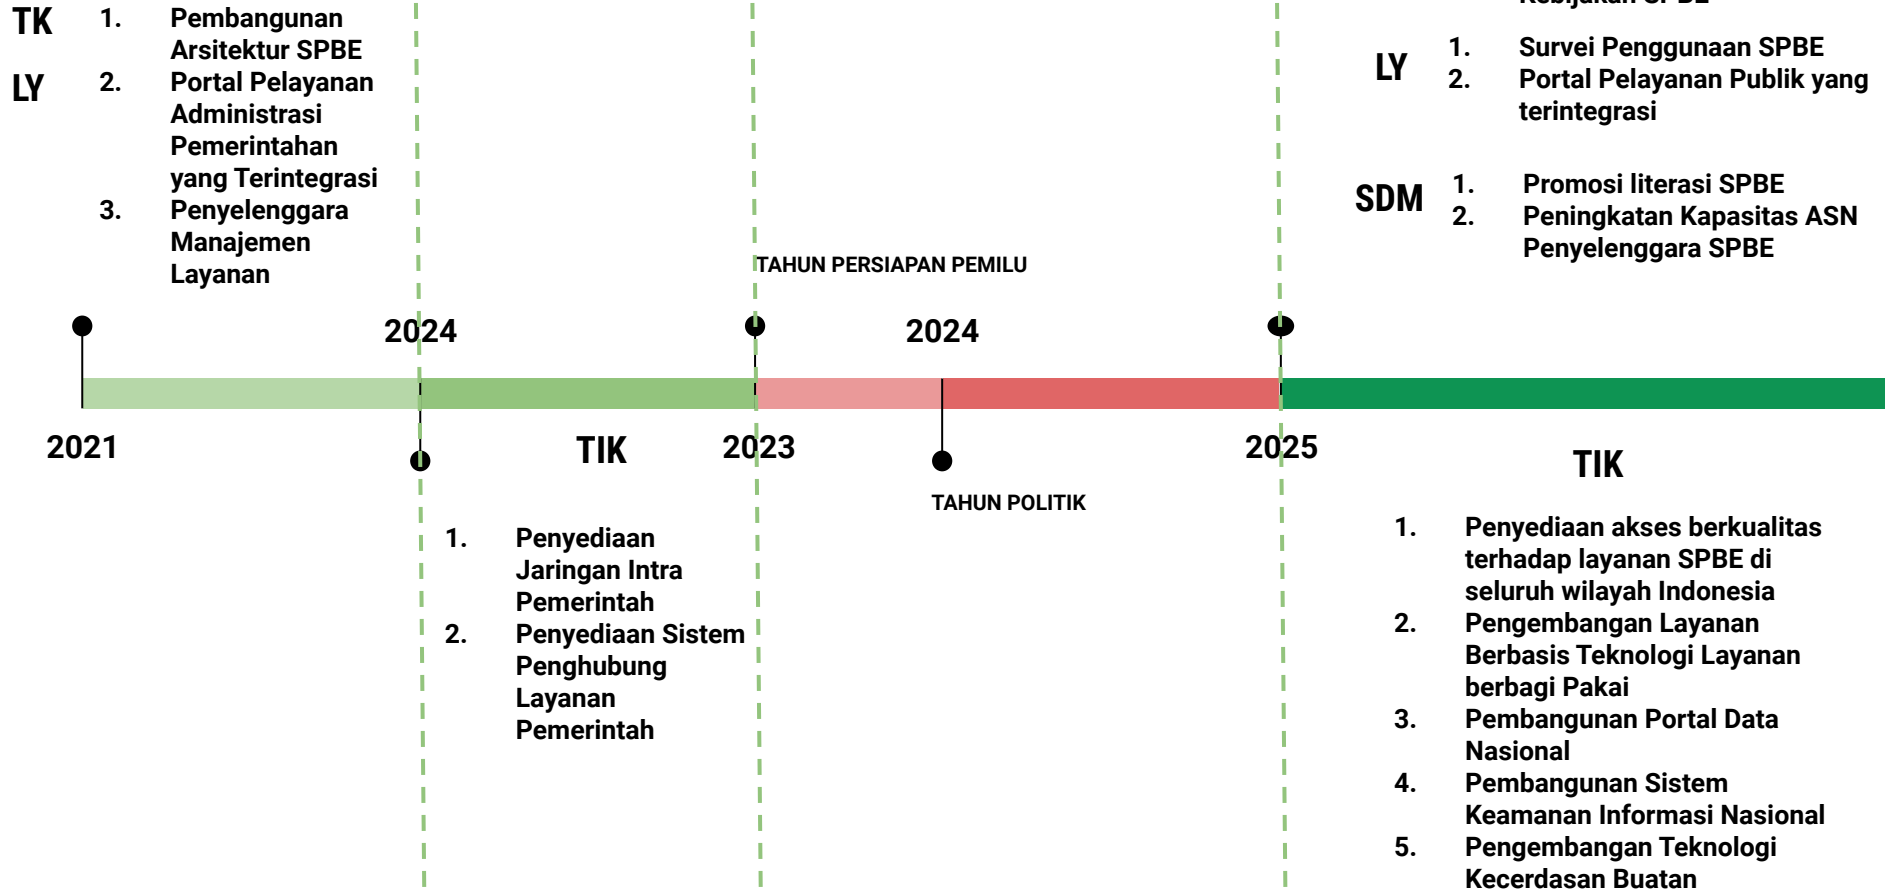 TK
1. Pembangunan
Arsitektur SPBE
LY
2. Portal Pelayanan
Administrasi
Pemerintahan
yang Terintegrasi
3. Penyelenggara
Manajemen
Layanan
Kebijakan SPBE
LY
1. Survei Penggunaan SPBE
2. Portal Pelayanan Publik yang
terintegrasi
SDM
1. Promosi literasi SPBE
2. Peningkatan Kapasitas ASN
Penyelenggara SPBE
TAHUN PERSIAPAN PEMILU
2024
2024
2021
TIK
2023
2025
TIK
TAHUN POLITIK
1. Penyediaan
Jaringan Intra
Pemerintah
2. Penyediaan Sistem
Penghubung
Layanan
Pemerintah
1. Penyediaan akses berkualitas
terhadap layanan SPBE di
seluruh wilayah Indonesia
2. Pengembangan Layanan
Berbasis Teknologi Layanan
berbagi Pakai
3. Pembangunan Portal Data
Nasional
4. Pembangunan Sistem
Keamanan Informasi Nasional
5. Pengembangan Teknologi
Kecerdasan Buatan